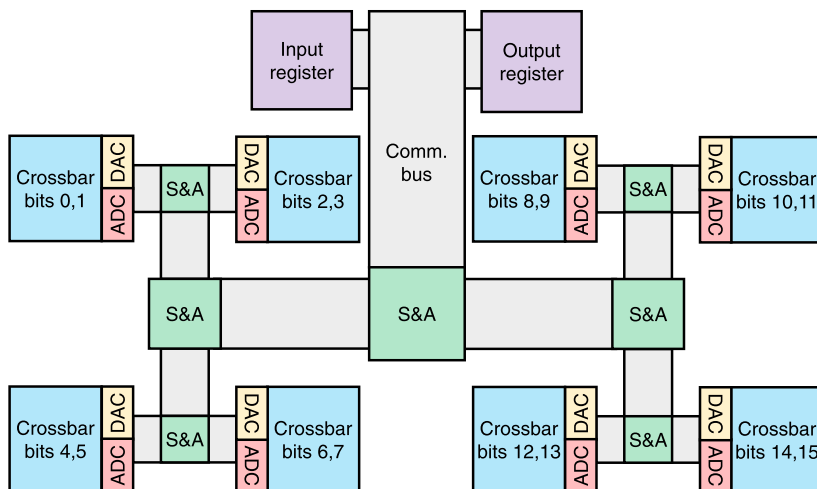 Input
register
Output
register
Comm.
bus
Crossbar
bits 0,1
DAC
ADC
S&A
DAC
ADC
Crossbar
bits 2,3
Crossbar
bits 8,9
DAC
ADC
S&A
DAC
ADC
Crossbar
bits 10,11
S&A
S&A
S&A
Crossbar
bits 4,5
DAC
ADC
S&A
DAC
ADC
Crossbar
bits 6,7
Crossbar
bits 12,13
DAC
ADC
S&A
DAC
ADC
Crossbar
bits 14,15